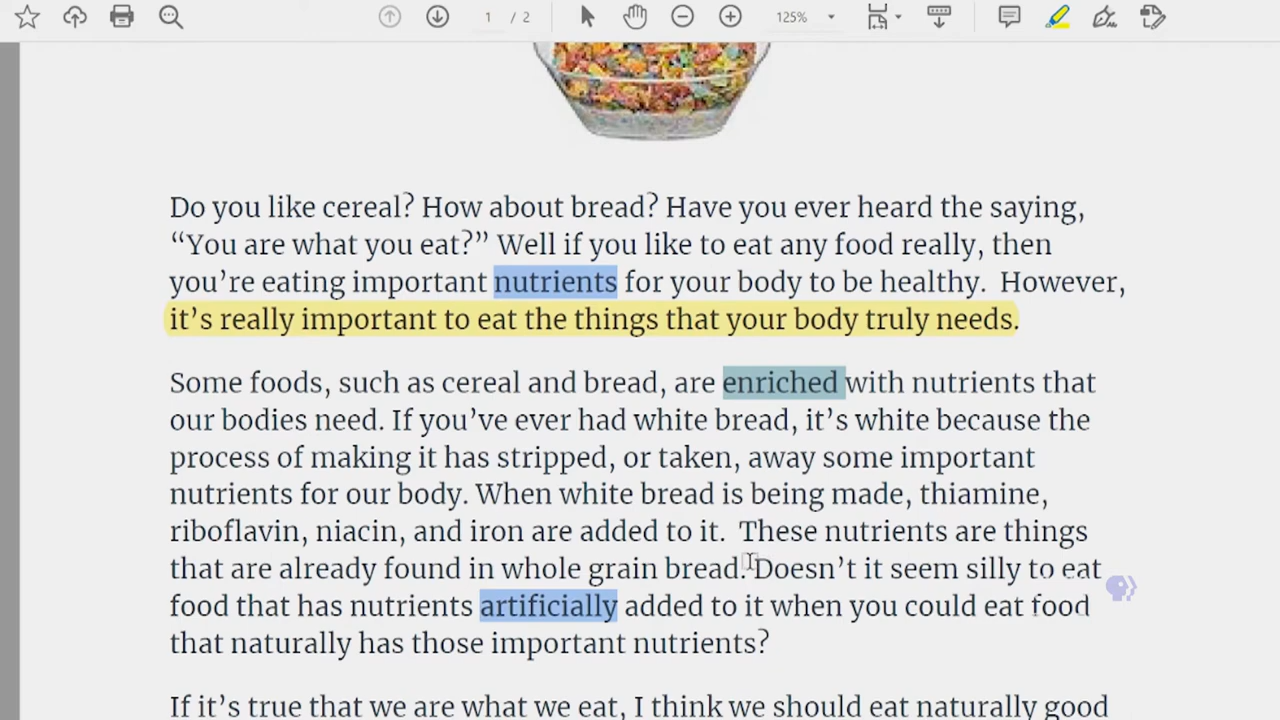 1 / 2
125%
Do you like cereal? How about bread? Have you ever heard the saying,
“You are what you eat?” Well if you like to eat any food really, then
you’re eating important nutrients for your body to be healthy. However,
it’s really important to eat the things that your body truly needs.
Some foods, such as cereal and bread, are enriched with nutrients that
our bodies need. If you’ve ever had white bread, it’s white because the
process of making it has stripped, or taken, away some important
nutrients for our body. When white bread is being made, thiamine,
riboflavin, niacin, and iron are added to it. These nutrients are things
that are already found in whole grain bread. Doesn’t it seem silly to eat
food that has nutrients artificially added to it when you could eat food
that naturally has those important nutrients?
If it’s true that we are what we eat, I think we should eat naturally good